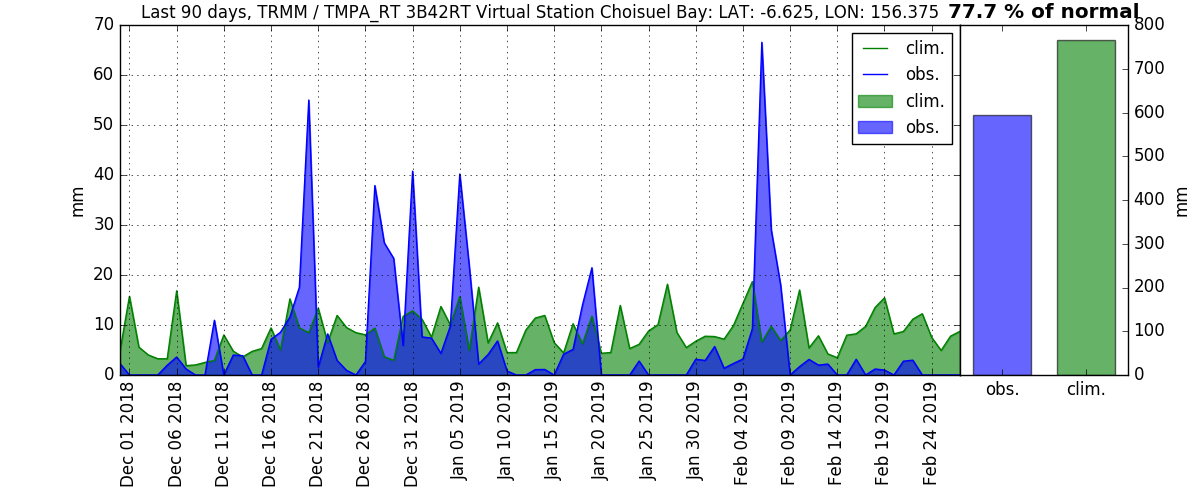 Last 90 days, TRMM / TMPA_RT 3B42RT Virtual Station Choisuel Bay: LAT: -6.625, LON: 156.375 77.7 % of normal
70
60
50
40
30
20
10
0
mm
clim.
obs.
clim.
obs.
800
700
600
500
400
300
200
100
0
mm
Dec 01 2018
Dec 06 2018
Dec 11 2018
Dec 16 2018
Dec 21 2018
Dec 26 2018
Dec 31 2018
Jan 05 2019
Jan 10 2019
Jan 15 2019
Jan 20 2019
Jan 25 2019
Jan 30 2019
Feb 04 2019
Feb 09 2019
Feb 14 2019
Feb 19 2019
Feb 24 2019
obs.
clim.